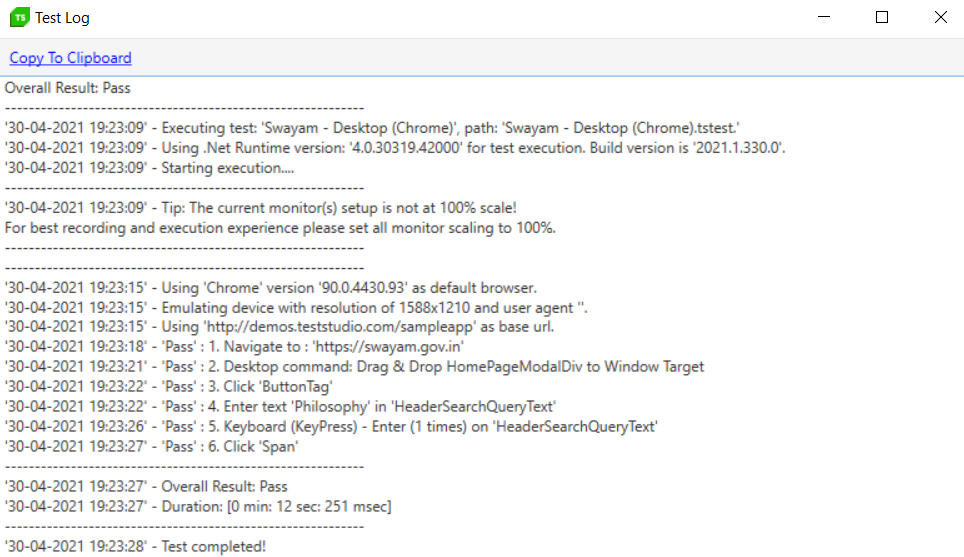 TS Test Log
Copy To Clipboard
Overall Result: Pass
------------------------------------------------------------
'30-04-2021 19:23:09' - Executing test: 'Swayam - Desktop (Chrome)', path: 'Swayam - Desktop (Chrome).tstest.'
'30-04-2021 19:23:09' - Using .Net Runtime version: '4.0.30319.42000' for test execution. Build version is '2021.1.330.0'.
'30-04-2021 19:23:09' - Starting execution....
------------------------------------------------------------
'30-04-2021 19:23:09' - Tip: The current monitor(s) setup is not at 100% scale!
For best recording and execution experience please set all monitor scaling to 100%.
------------------------------------------------------------
------------------------------------------------------------
'30-04-2021 19:23:15' - Using 'Chrome' version '90.0.4430.93' as default browser.
'30-04-2021 19:23:15' - Emulating device with resolution of 1588x1210 and user agent ''.
'30-04-2021 19:23:15' - Using 'http://demos.teststudio.com/sampleapp' as base url.
'30-04-2021 19:23:18' - 'Pass' : 1. Navigate to : 'https://swayam.gov.in'
'30-04-2021 19:23:21' - 'Pass' : 2. Desktop command: Drag & Drop HomePageModalDiv to Window Target
'30-04-2021 19:23:22' - 'Pass' : 3. Click 'ButtonTag'
'30-04-2021 19:23:22' - 'Pass' : 4. Enter text 'Philosophy' in 'HeaderSearchQueryText'
'30-04-2021 19:23:26' - 'Pass' : 5. Keyboard (KeyPress) - Enter (1 times) on 'HeaderSearchQueryText'
'30-04-2021 19:23:27' - 'Pass' : 6. Click 'Span'
------------------------------------------------------------
'30-04-2021 19:23:27' - Overall Result: Pass
'30-04-2021 19:23:27' - Duration: [0 min: 12 sec: 251 msec]
------------------------------------------------------------
'30-04-2021 19:23:28' - Test completed!